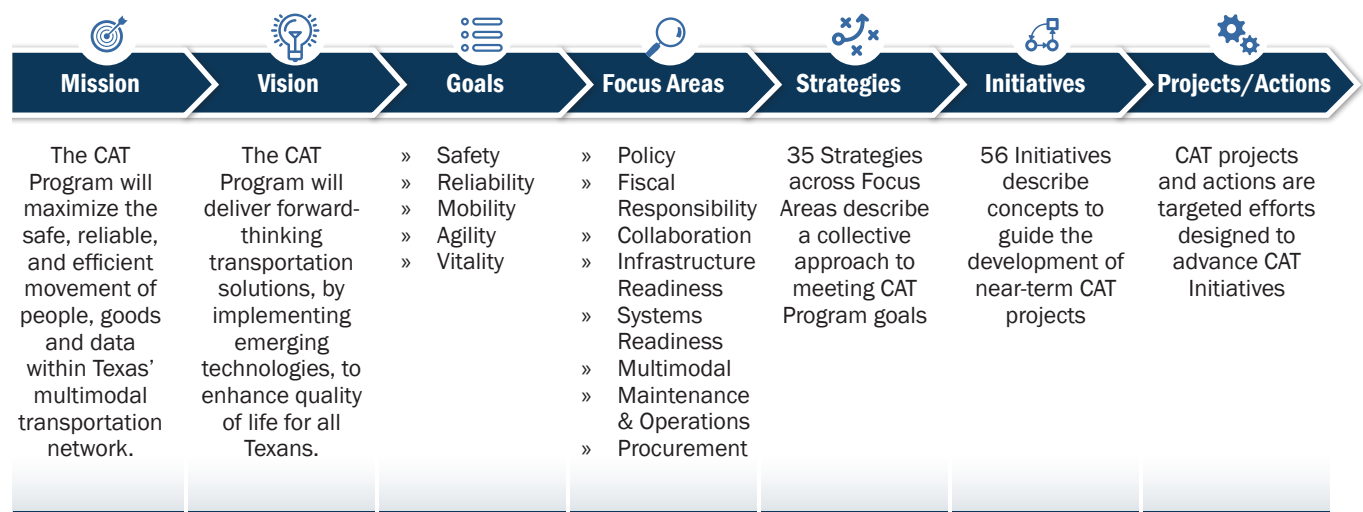 Mission
Vision
Goals
Focus Areas
Strategies
Initiatives
Projects/Actions
The CAT
Program will
maximize the
safe, reliable,
and efficient
movement of
people, goods
and data
within Texas’
multimodal
transportation
network.
The CAT
Program will
deliver forward-
thinking
transportation
solutions, by
implementing
emerging
technologies, to
enhance quality
of life for all
Texans.
» Safety
» Reliability
» Mobility
» Agility
» Vitality
» Policy
» Fiscal
Responsibility
» Collaboration
» Infrastructure
Readiness
» Systems
Readiness
» Multimodal
» Maintenance
& Operations
» Procurement
35 Strategies
across Focus
Areas describe
a collective
approach to
meeting CAT
Program goals
56 Initiatives
describe
concepts to
guide the
development of
near-term CAT
projects
CAT projects
and actions are
targeted efforts
designed to
advance CAT
Initiatives